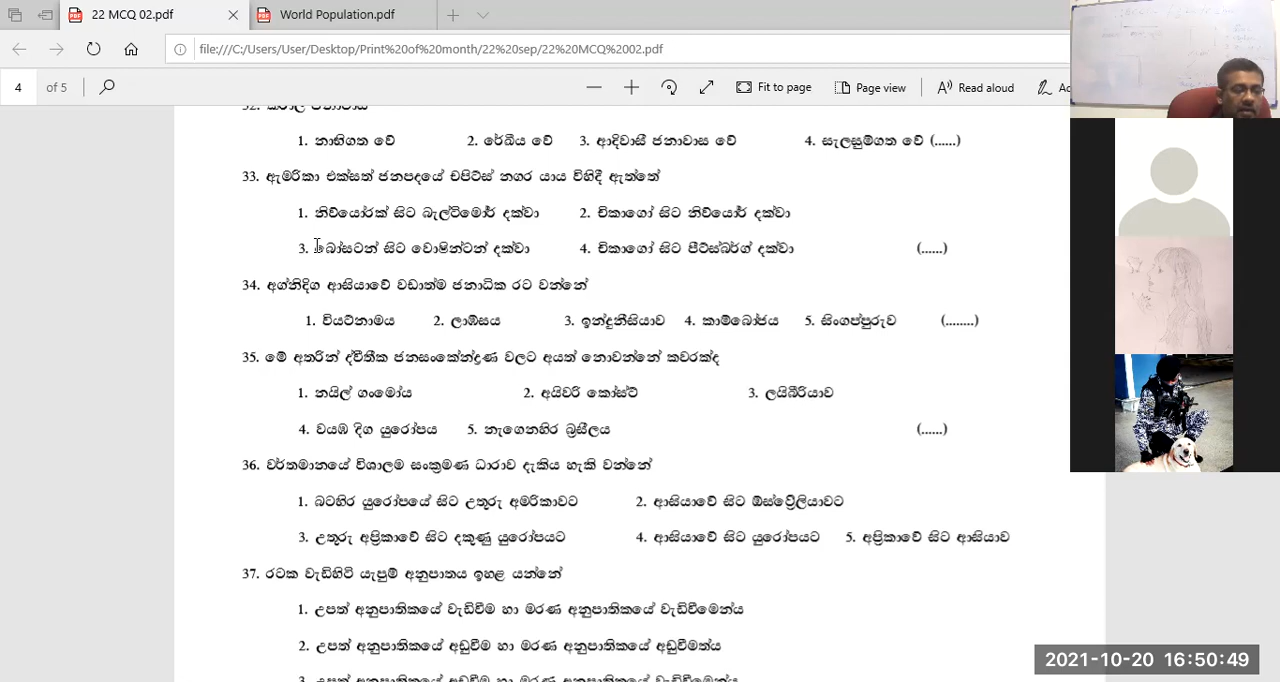 22 MCQ 02.pdf
World Population.pdf
file:///C:/Users/User/Desktop/Print%20of%20month/22%20sep/22%20MCQ%2002.pdf
4 of 5
Fit to page
Page view
Read aloud
1. නාභිගත වේ 2. රේඛීය වේ 3. ආදිවාසී ජනාවාස වේ 4. සැලසුම්ගත වේ (......)
33. ඇමරිකා එක්සත් ජනපදයේ චපිට්ස් නගර යාය විහිදී ඇත්තේ
1. නිව්යෝරක් සිට බැල්ටිමෝර් දක්වා 2. චිකාගෝ සිට නිව්යෝර් දක්වා
3. බෝසටන් සිට වොෂින්ටන් දක්වා 4. චිකාගෝ සිට පීට්ස්බර්ග් දක්වා (......)
34. අග්නිදිග ආසියාවේ වඩාත්ම ජනාධික රට වන්නේ
1. වියට්නාමය 2. ලාඹසය 3. ඉන්දුනීසියාව 4. කාම්බෝජය 5. සිංගප්පුරුව (........)
35. මේ අතරින් ද්විතීක ජනසංකේන්ද්‍රණ වලට අයත් නොවන්නේ කවරක්ද
1. නයිල් ගංමෝය 2. අයිවරි කෝස්ට් 3. ලයිබීරියාව
4. වයඹ දිග යුරෝපය 5. නැගෙනහිර බ්‍රසීලය (......)
36. වර්තමානයේ විශාලම සංක්‍රමණ ධාරාව දැකිය හැකි වන්නේ
1. බටහිර යුරෝපයේ සිට උතුරු අමරිකාවට 2. ආසියාවේ සිට ඕස්ට්‍රේලියාවට
3. උතුරු අප්‍රිකාවේ සිට දකුණු යුරෝපයට 4. ආසියාවේ සිට යුරෝපයට 5. අප්‍රිකාවේ සිට ආසියාව
37. රටක වැඩිහිටි යැපුම් අනුපාතය ඉහළ යන්නේ
1. උපත් අනුපාතිකයේ වැඩිවීම හා මරණ අනුපාතිකයේ වැඩිවීමෙන්ය
2. උපත් අනුපාතිකයේ අඩුවීම හා මරණ අනුපාතිකයේ අඩුවීමත්ය
2021-10-20 16:50:49